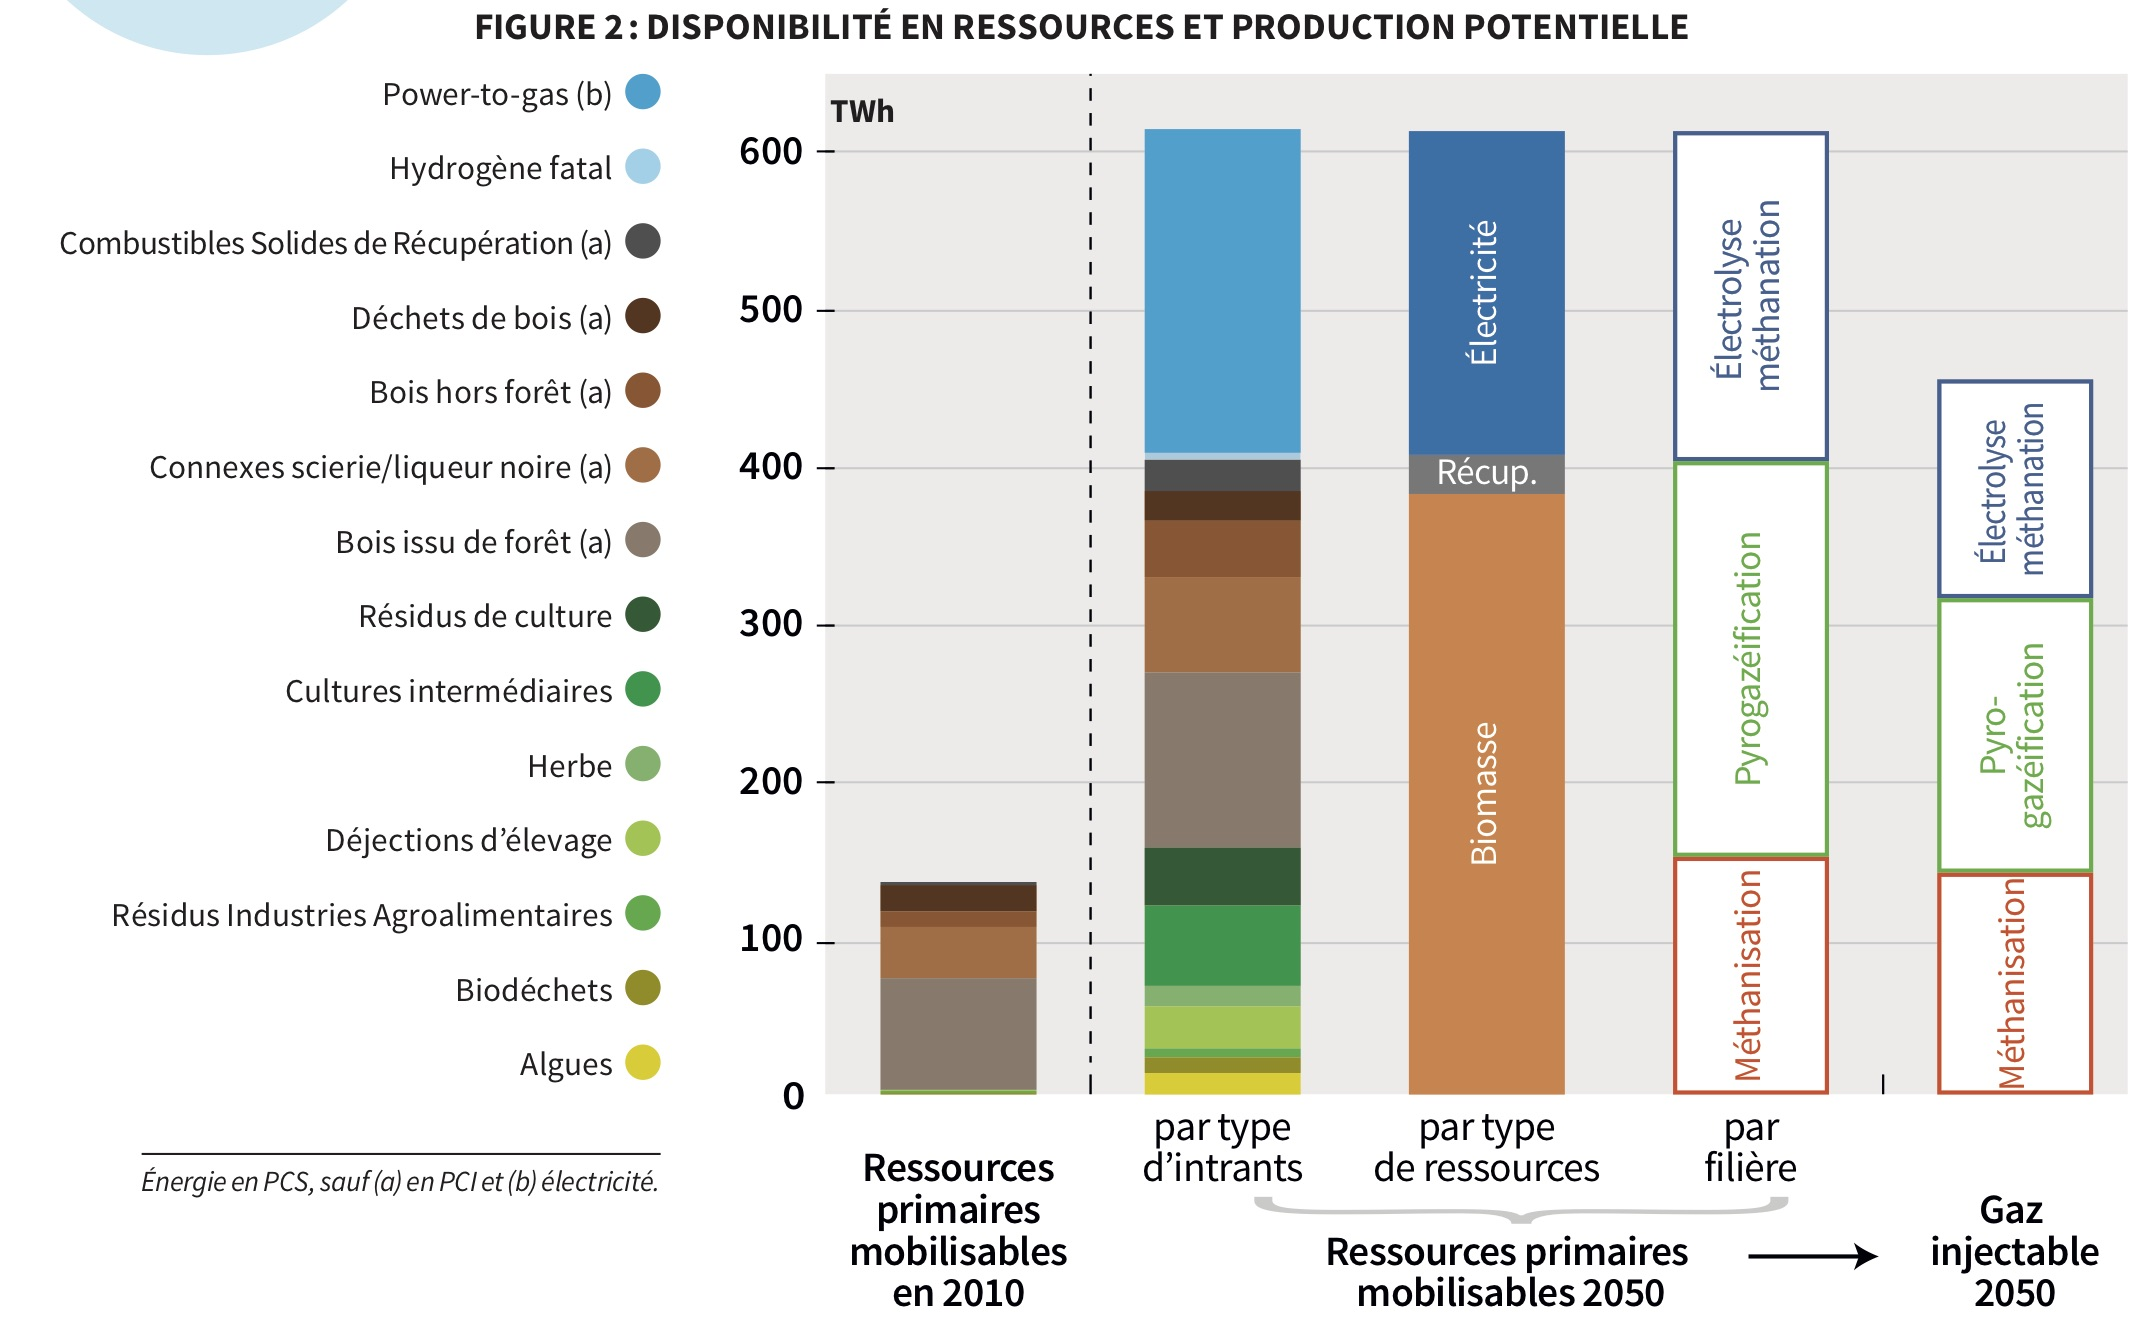 FIGURE 2 : DISPONIBILITÉ EN RESSOURCES ET PRODUCTION POTENTIELLE
Power-to-gas (b)
Hydrogène fatal
Combustibles Solides de Récupération (a)
Déchets de bois (a)
Bois hors forêt (a)
Connexes scierie/liqueur noire (a)
Bois issu de forêt (a)
Résidus de culture
Cultures intermédiaires
Herbe
Déjections d’élevage
Résidus Industries Agroalimentaires
Biodéchets
Algues
Énergie en PCS, sauf (a) en PCI et (b) électricité.
TWh
600
500
400
300
200
100
0
Électricité
Récup.
Biomasse
Électrolyse
méthanation
Pyrogazéification
Méthanisation
Électrolyse
méthanation
Pyro-
gazéification
Méthanisation
Ressources
primaires
mobilisables
en 2010
par type
d’intrants
par type
de ressources
par
filière
Ressources primaires
mobilisables 2050
Gaz
injectable
2050